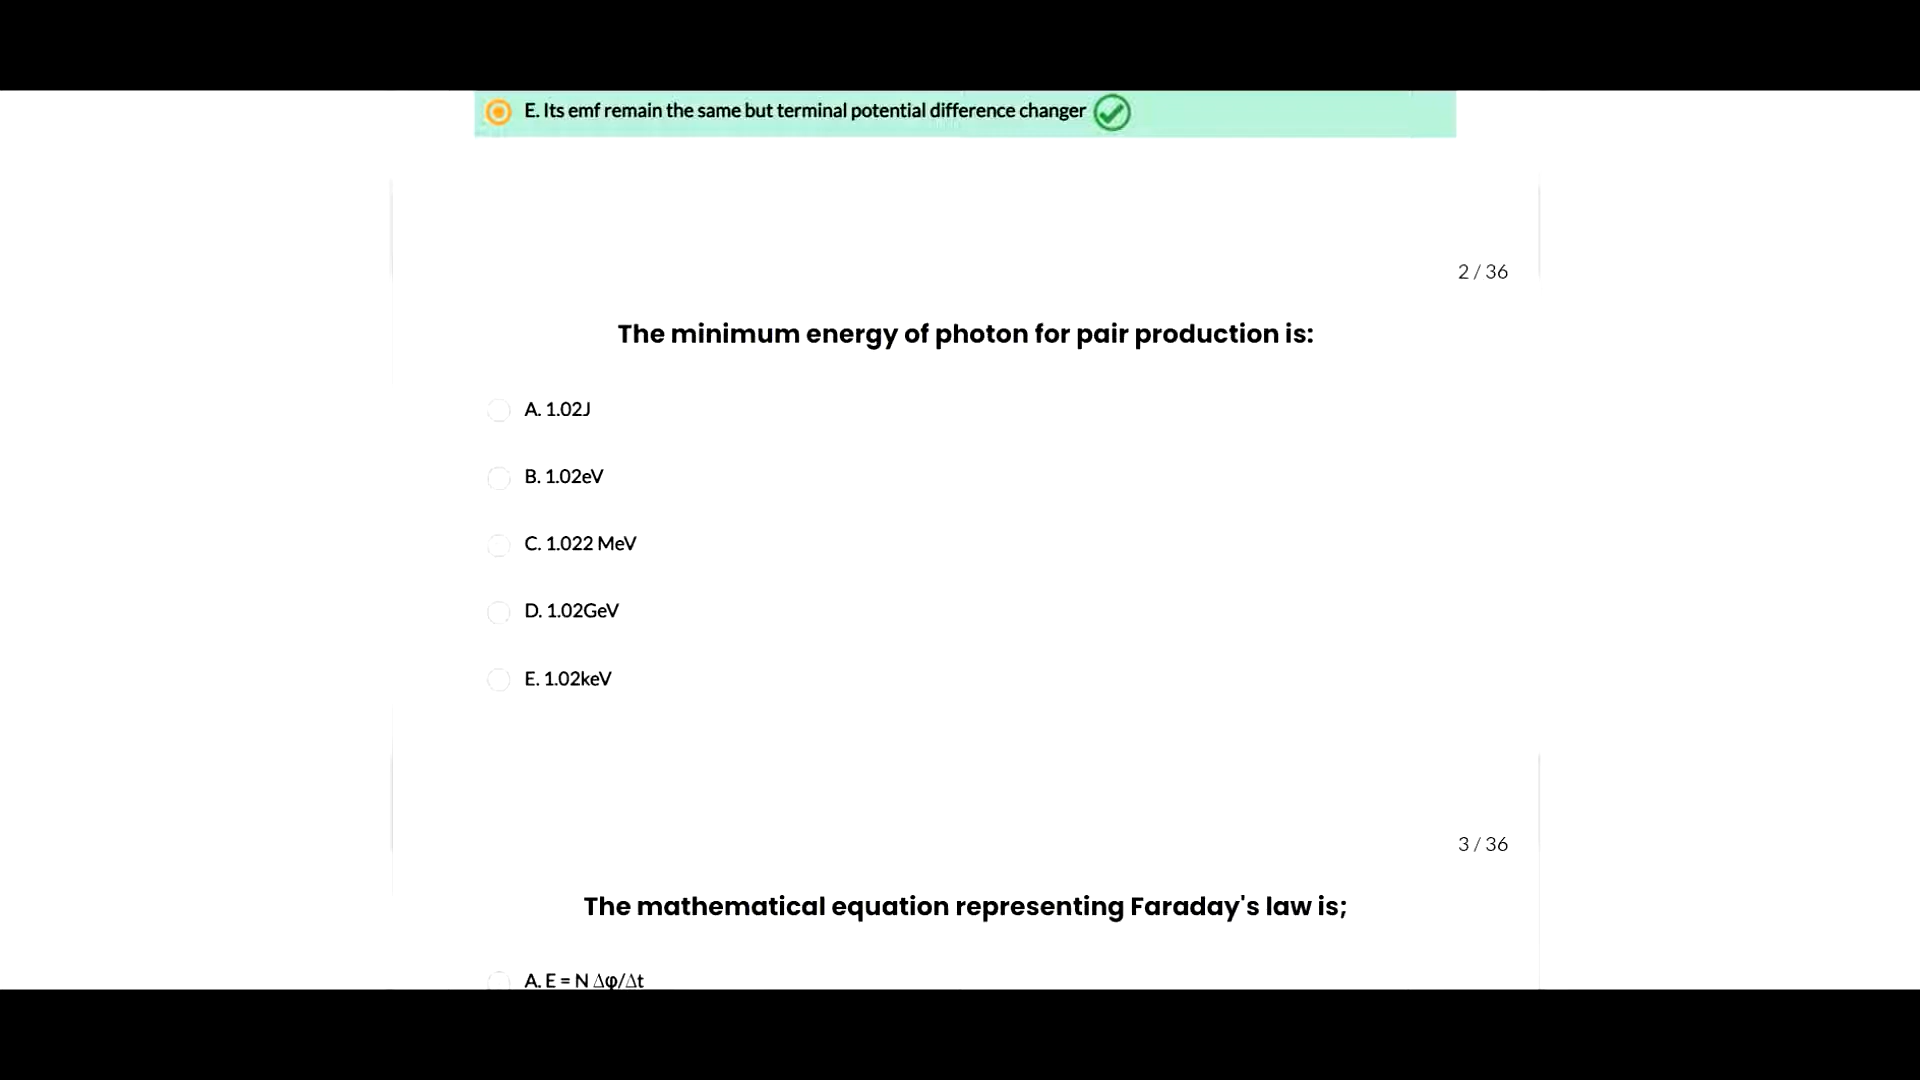 E. Its emf remain the same but terminal potential difference changer
2 / 36
The minimum energy of photon for pair production is:
A. 1.02J
B. 1.02eV
C. 1.022 MeV
D. 1.02GeV
E. 1.02keV
3 / 36
The mathematical equation representing Faraday's law is;
A. E = N Δφ/Δt